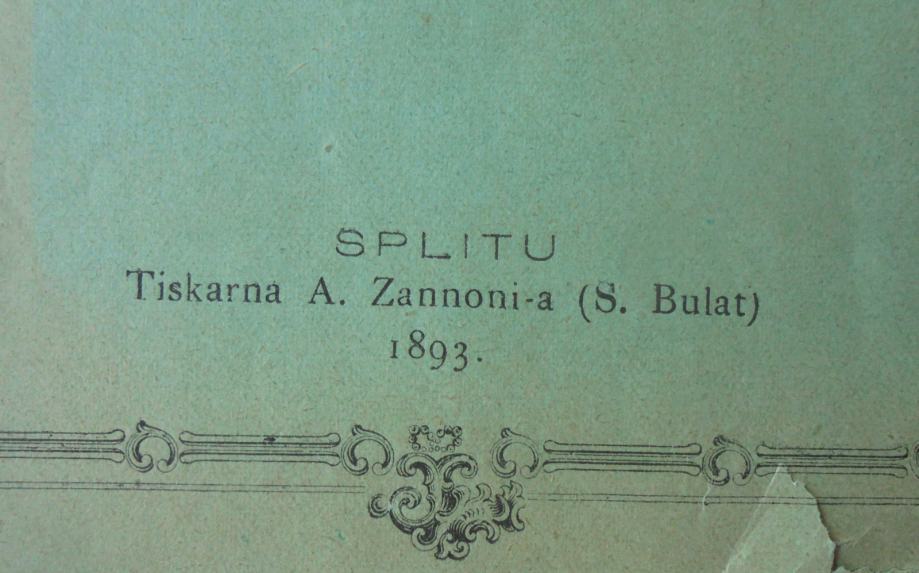 SPLITU
Tiskarna A. Zannoni-a (S. Bulat)
1893.